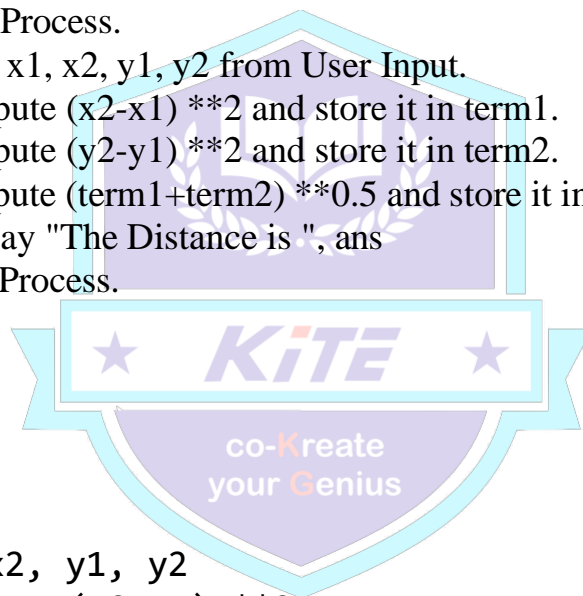 Process.
x1, x2, y1, y2 from User Input.
pute (x2-x1) **2 and store it in term1.
pute (y2-y1) **2 and store it in term2.
pute (term1+term2) **0.5 and store it in
ay "The Distance is ", ans
Process.
KiTE
co-Kreate
your Genius
x2, y1, y2